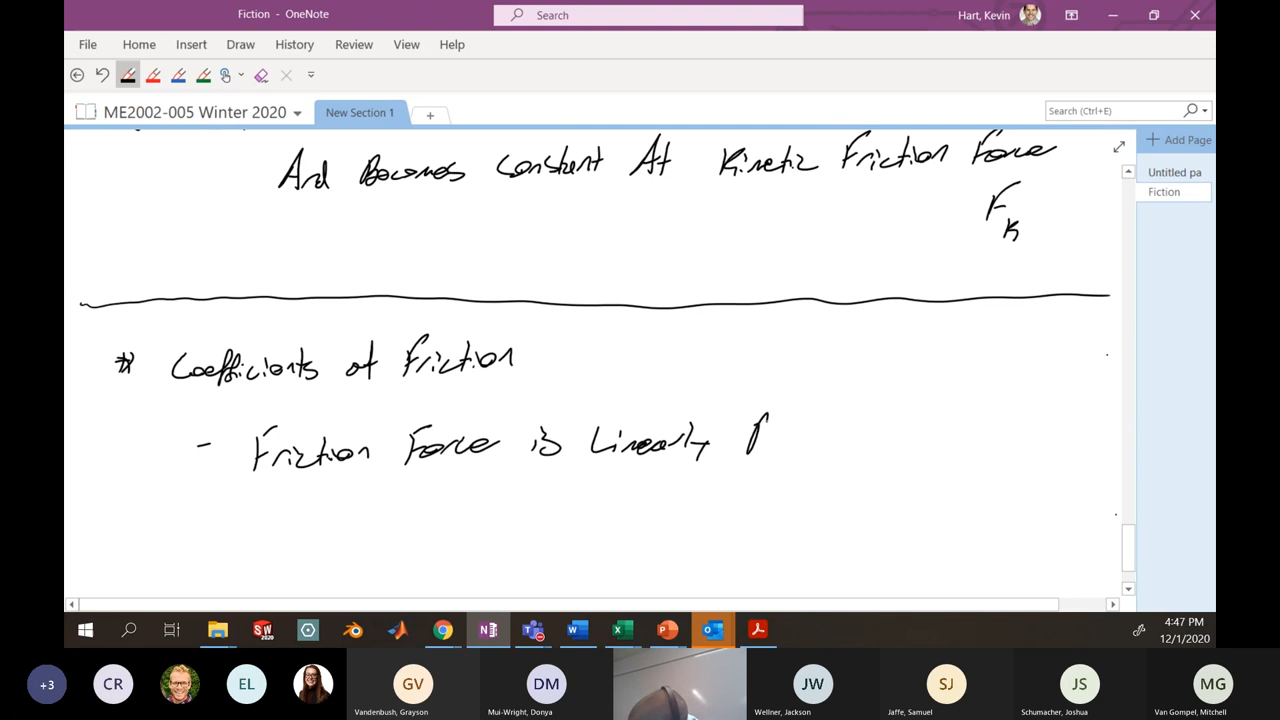 Fiction - OneNote
Search
Hart, Kevin
File Home Insert Draw History Review View Help
ME2002-005 Winter 2020
New Section 1
+
Search (Ctrl+E)
And Becomes Constant At Kinetic Friction Force
F
K
+ Add Page
Untitled pa
Fiction
* Coefficients of Friction
- Friction Force is Linearly P
SW
2020
4:47 PM
12/1/2020
+3
CR
EL
GV
Vandenbush, Grayson
DM
Mui-Wright, Donya
JW
Wellner, Jackson
SJ
Jaffe, Samuel
JS
Schumacher, Joshua
MG
Van Gompel, Mitchell